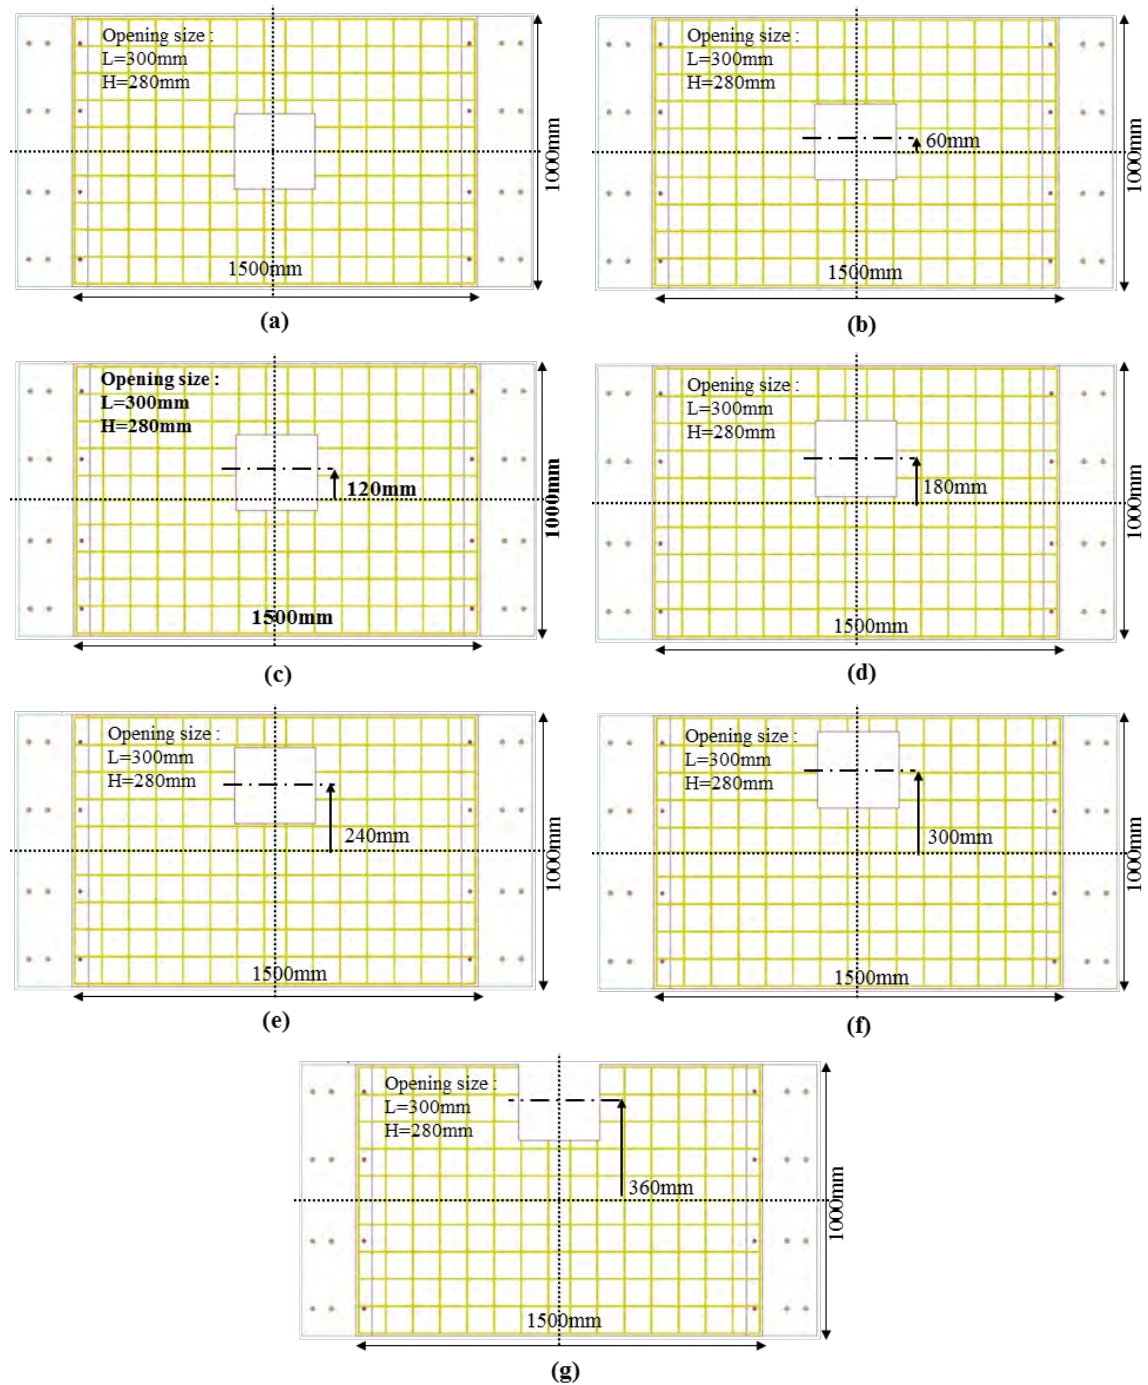 Opening size :
L=300mm
H=280mm
1000mm
1500mm
(a)
Opening size :
L=300mm
H=280mm
60mm
1000mm
1500mm
(b)
Opening size :
L=300mm
H=280mm
120mm
1000mm
1500mm
(c)
Opening size :
L=300mm
H=280mm
180mm
1000mm
1500mm
(d)
Opening size :
L=300mm
H=280mm
240mm
1000mm
1500mm
(e)
Opening size :
L=300mm
H=280mm
300mm
1000mm
1500mm
(f)
Opening size :
L=300mm
H=280mm
360mm
1000mm
1500mm
(g)